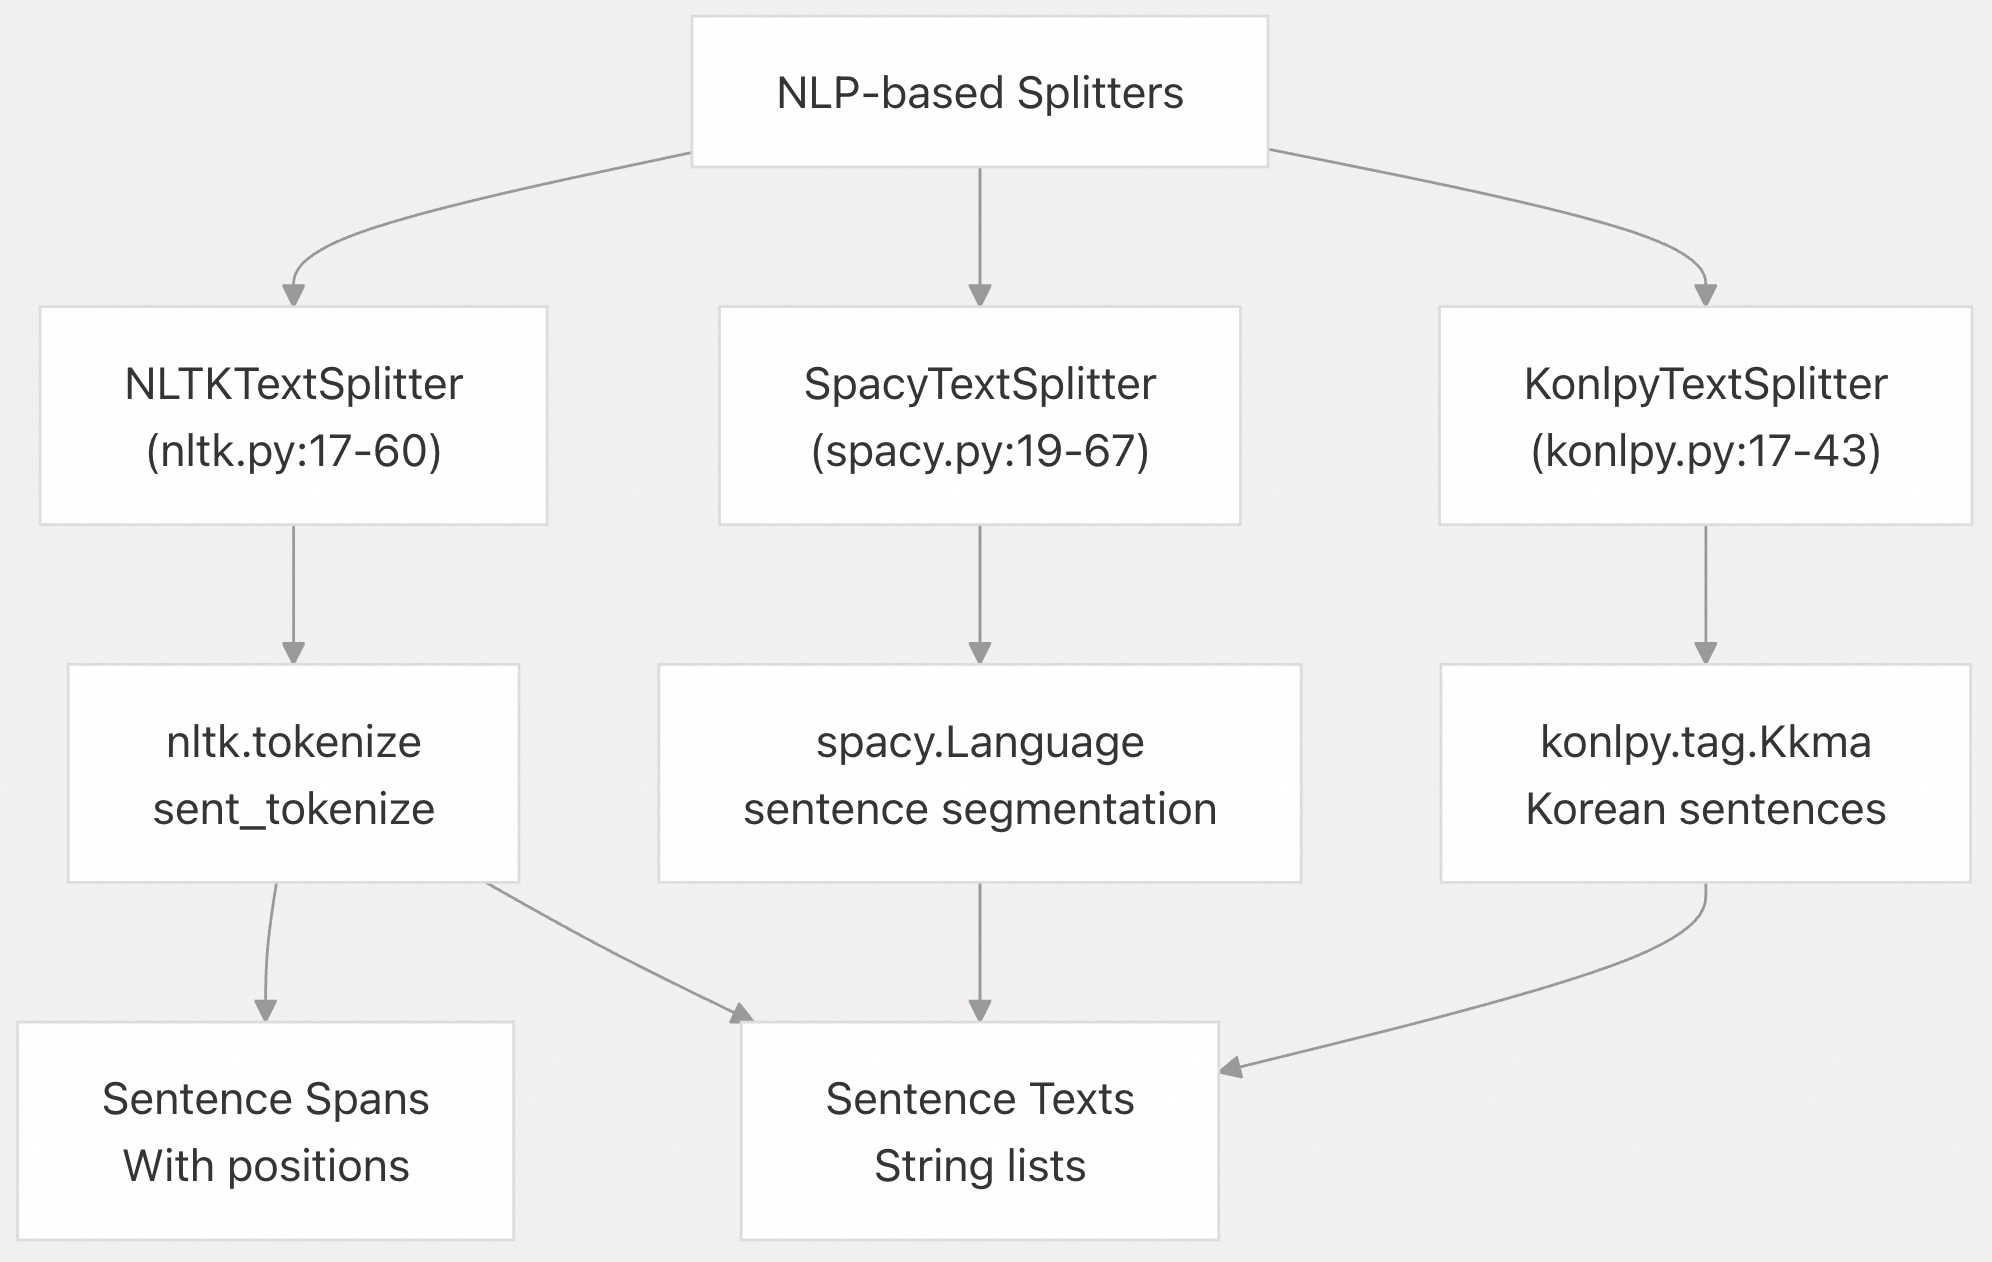 NLP-based Splitters
NLTKTextSplitter
(nltk.py:17-60)
SpacyTextSplitter
(spacy.py:19-67)
KonlpyTextSplitter
(konlpy.py:17-43)
nltk.tokenize
sent_tokenize
spacy.Language
sentence segmentation
konlpy.tag.Kkma
Korean sentences
Sentence Spans
With positions
Sentence Texts
String lists